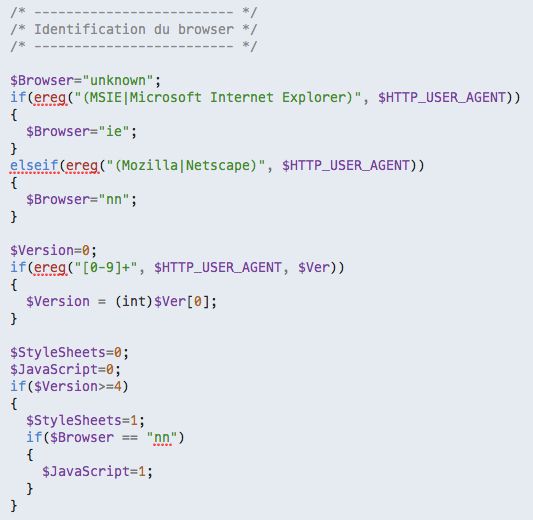 /* ------------------------- */
/* Identification du browser */
/* ------------------------- */
$Browser="unknown";
if(ereg("(MSIE|Microsoft Internet Explorer)", $HTTP_USER_AGENT))
{
$Browser="ie";
}
elseif(ereg("(Mozilla|Netscape)", $HTTP_USER_AGENT))
{
$Browser="nn";
}
$Version=0;
if(ereg("[0-9]+", $HTTP_USER_AGENT, $Ver))
{
$Version = (int)$Ver[0];
}
$StyleSheets=0;
$JavaScript=0;
if($Version>=4)
{
$StyleSheets=1;
if($Browser == "nn")
{
$JavaScript=1;
}
}